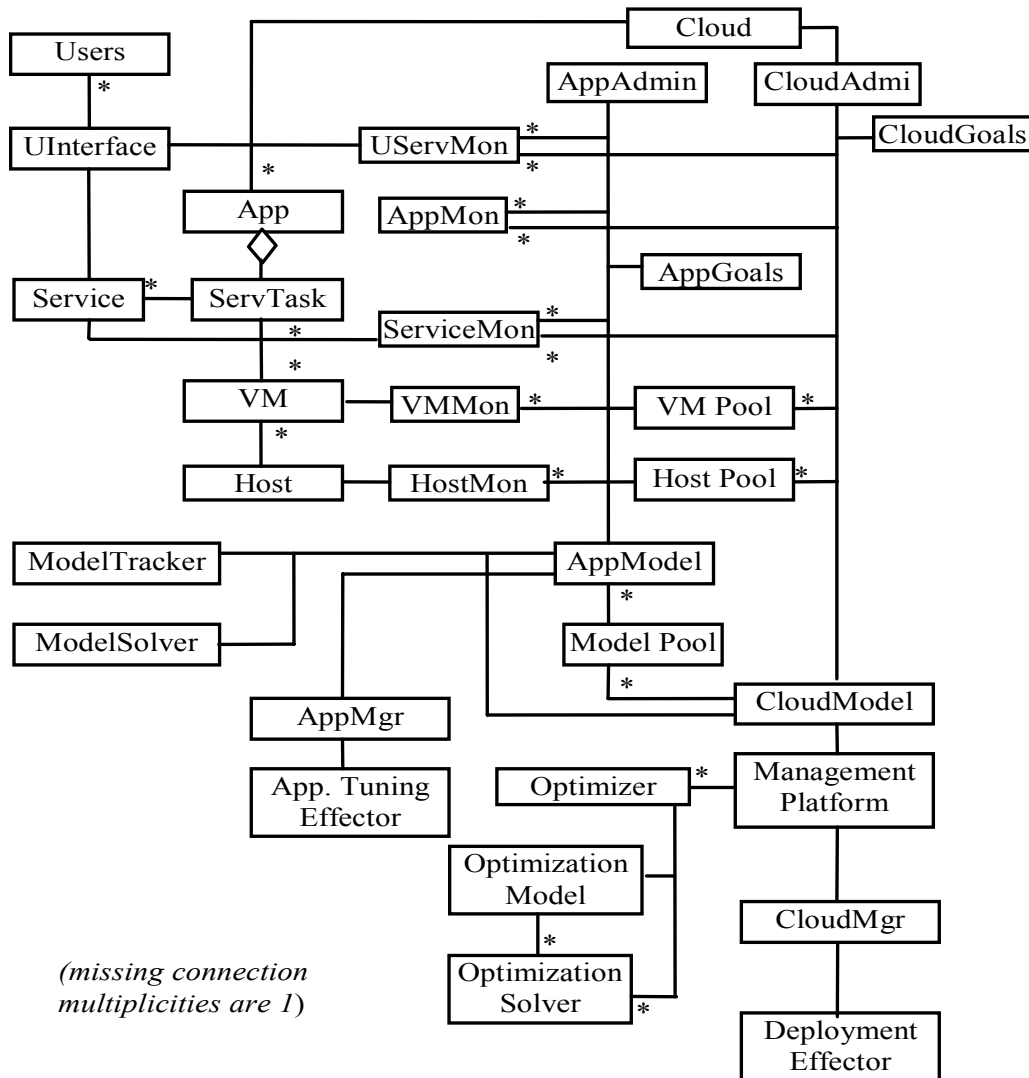 Cloud
Users
AppAdmin
CloudAdmi
*
UInterface
UServMon
*
*
CloudGoals
*
App
AppMon
*
*
AppGoals
Service
*
ServTask
*
ServiceMon
*
*
*
VM
VMMon
*
VM Pool
*
*
Host
HostMon
*
Host Pool
*
ModelTracker
AppModel
*
ModelSolver
Model Pool
*
CloudModel
AppMgr
App. Tuning
Effector
Optimizer
*
Management
Platform
Optimization
Model
*
CloudMgr
Optimization
Solver
*
(missing connection
multiplicities are 1)
Deployment
Effector